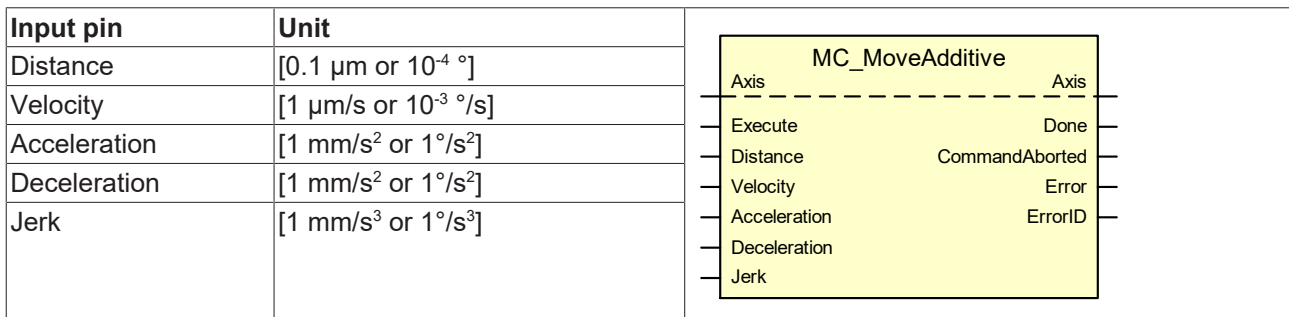 Input pin Unit
Distance [0.1 µm or 10⁻⁴ °]
Velocity [1 µm/s or 10⁻³ °/s]
Acceleration [1 mm/s² or 1°/s²]
Deceleration [1 mm/s² or 1°/s²]
Jerk [1 mm/s³ or 1°/s³]
MC_MoveAdditive
Axis Axis
Execute Done
Distance CommandAborted
Velocity Error
Acceleration ErrorID
Deceleration
Jerk